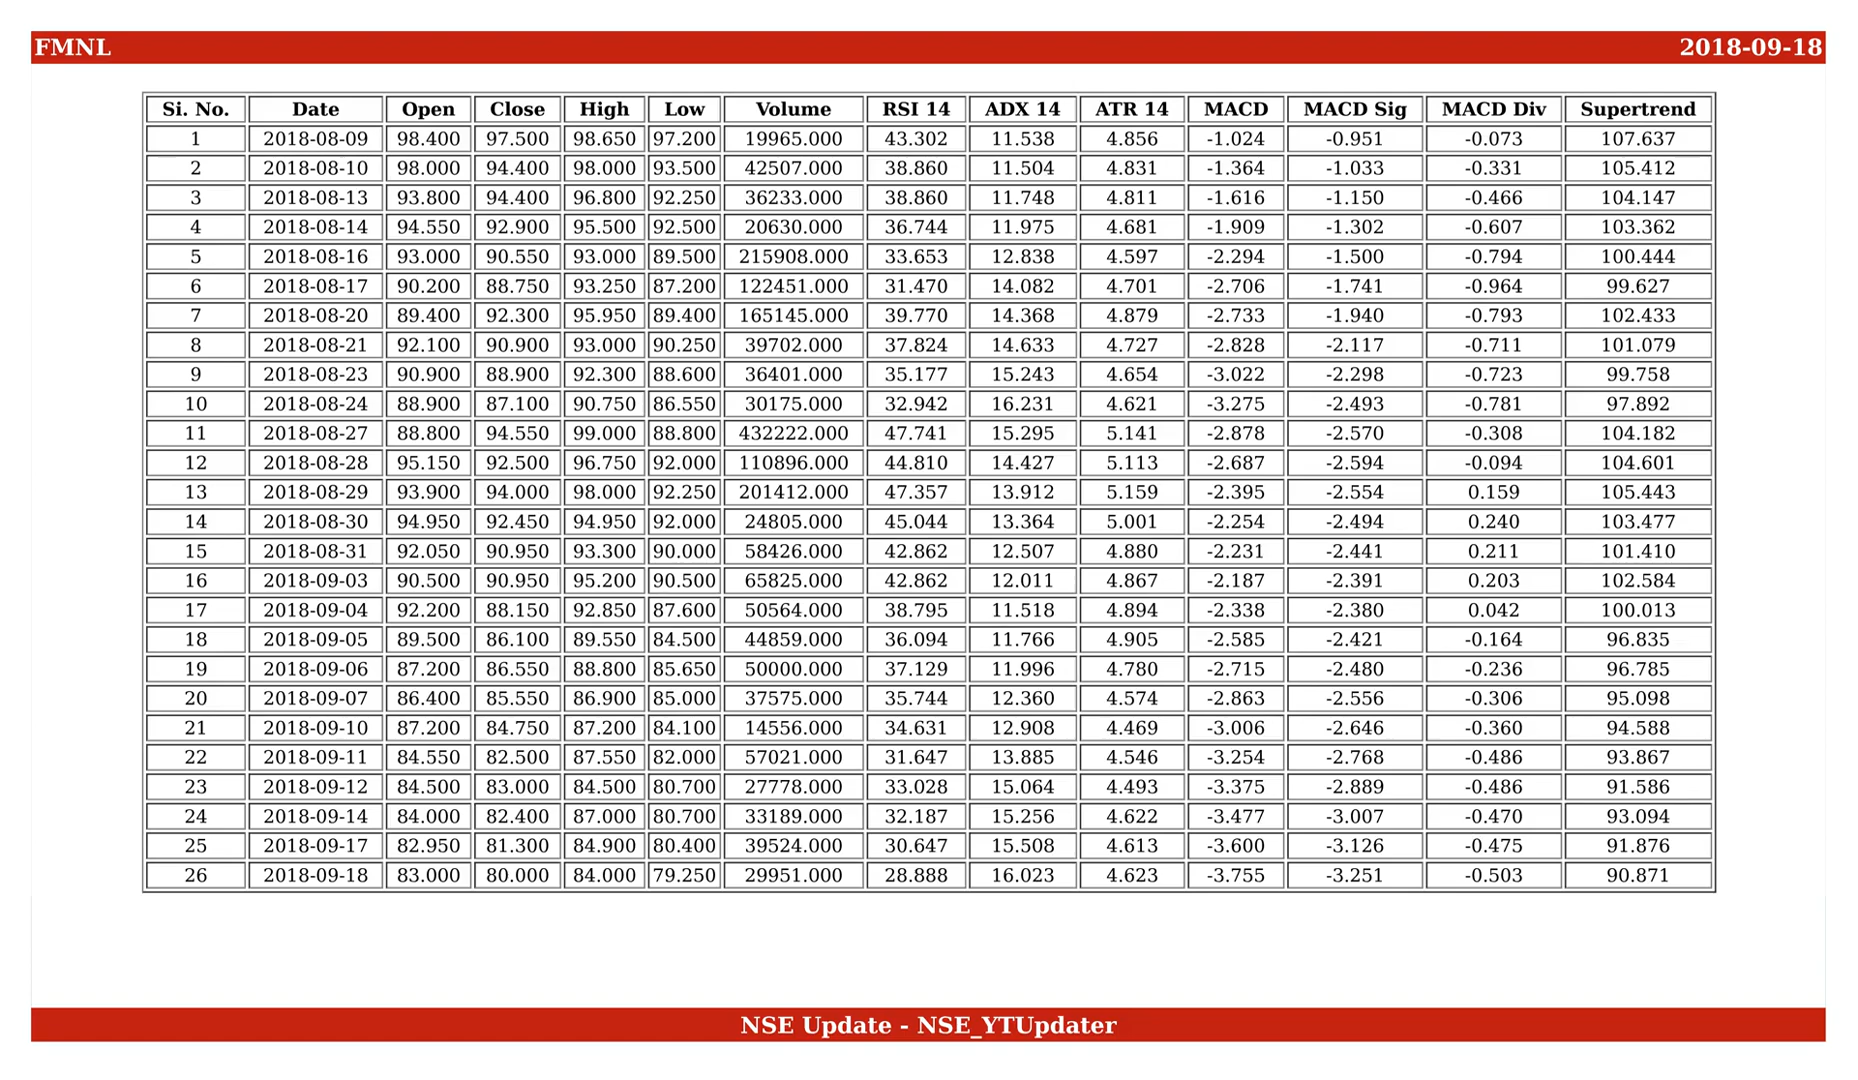 FMNL 2018-09-18
Si. No. Date Open Close High Low Volume RSI 14 ADX 14 ATR 14 MACD MACD Sig MACD Div Supertrend
1 2018-08-09 98.400 97.500 98.650 97.200 19965.000 43.302 11.538 4.856 -1.024 -0.951 -0.073 107.637
2 2018-08-10 98.000 94.400 98.000 93.500 42507.000 38.860 11.504 4.831 -1.364 -1.033 -0.331 105.412
3 2018-08-13 93.800 94.400 96.800 92.250 36233.000 38.860 11.748 4.811 -1.616 -1.150 -0.466 104.147
4 2018-08-14 94.550 92.900 95.500 92.500 20630.000 36.744 11.975 4.681 -1.909 -1.302 -0.607 103.362
5 2018-08-16 93.000 90.550 93.000 89.500 215908.000 33.653 12.838 4.597 -2.294 -1.500 -0.794 100.444
6 2018-08-17 90.200 88.750 93.250 87.200 122451.000 31.470 14.082 4.701 -2.706 -1.741 -0.964 99.627
7 2018-08-20 89.400 92.300 95.950 89.400 165145.000 39.770 14.368 4.879 -2.733 -1.940 -0.793 102.433
8 2018-08-21 92.100 90.900 93.000 90.250 39702.000 37.824 14.633 4.727 -2.828 -2.117 -0.711 101.079
9 2018-08-23 90.900 88.900 92.300 88.600 36401.000 35.177 15.243 4.654 -3.022 -2.298 -0.723 99.758
10 2018-08-24 88.900 87.100 90.750 86.550 30175.000 32.942 16.231 4.621 -3.275 -2.493 -0.781 97.892
11 2018-08-27 88.800 94.550 99.000 88.800 432222.000 47.741 15.295 5.141 -2.878 -2.570 -0.308 104.182
12 2018-08-28 95.150 92.500 96.750 92.000 110896.000 44.810 14.427 5.113 -2.687 -2.594 -0.094 104.601
13 2018-08-29 93.900 94.000 98.000 92.250 201412.000 47.357 13.912 5.159 -2.395 -2.554 0.159 105.443
14 2018-08-30 94.950 92.450 94.950 92.000 24805.000 45.044 13.364 5.001 -2.254 -2.494 0.240 103.477
15 2018-08-31 92.050 90.950 93.300 90.000 58426.000 42.862 12.507 4.880 -2.231 -2.441 0.211 101.410
16 2018-09-03 90.500 90.950 95.200 90.500 65825.000 42.862 12.011 4.867 -2.187 -2.391 0.203 102.584
17 2018-09-04 92.200 88.150 92.850 87.600 50564.000 38.795 11.518 4.894 -2.338 -2.380 0.042 100.013
18 2018-09-05 89.500 86.100 89.550 84.500 44859.000 36.094 11.766 4.905 -2.585 -2.421 -0.164 96.835
19 2018-09-06 87.200 86.550 88.800 85.650 50000.000 37.129 11.996 4.780 -2.715 -2.480 -0.236 96.785
20 2018-09-07 86.400 85.550 86.900 85.000 37575.000 35.744 12.360 4.574 -2.863 -2.556 -0.306 95.098
21 2018-09-10 87.200 84.750 87.200 84.100 14556.000 34.631 12.908 4.469 -3.006 -2.646 -0.360 94.588
22 2018-09-11 84.550 82.500 87.550 82.000 57021.000 31.647 13.885 4.546 -3.254 -2.768 -0.486 93.867
23 2018-09-12 84.500 83.000 84.500 80.700 27778.000 33.028 15.064 4.493 -3.375 -2.889 -0.486 91.586
24 2018-09-14 84.000 82.400 87.000 80.700 33189.000 32.187 15.256 4.622 -3.477 -3.007 -0.470 93.094
25 2018-09-17 82.950 81.300 84.900 80.400 39524.000 30.647 15.508 4.613 -3.600 -3.126 -0.475 91.876
26 2018-09-18 83.000 80.000 84.000 79.250 29951.000 28.888 16.023 4.623 -3.755 -3.251 -0.503 90.871
NSE Update - NSE_YTUpdater